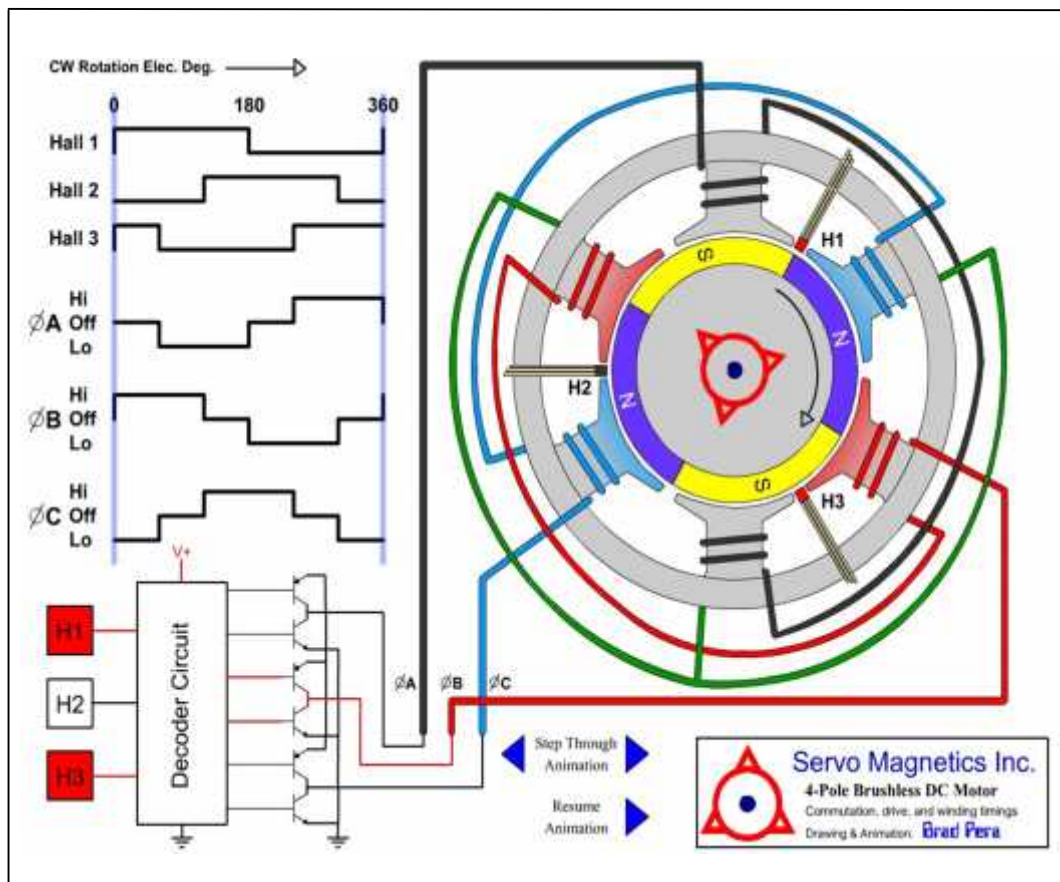 CW Rotation Elec. Deg.
0 180 360
Hall 1
Hall 2
Hall 3
Hi
ØA Off
Lo
Hi
ØB Off
Lo
Hi
ØC Off
Lo
V+
H1
H2
H3
Decoder Circuit
ØA ØB ØC
S
N
N
S
H1
H2
H3
Step Through
Animation
Resume
Animation
Servo Magnetics Inc.
4-Pole Brushless DC Motor
Commutation, drive, and winding timings
Drawing & Animation: Brad Pera